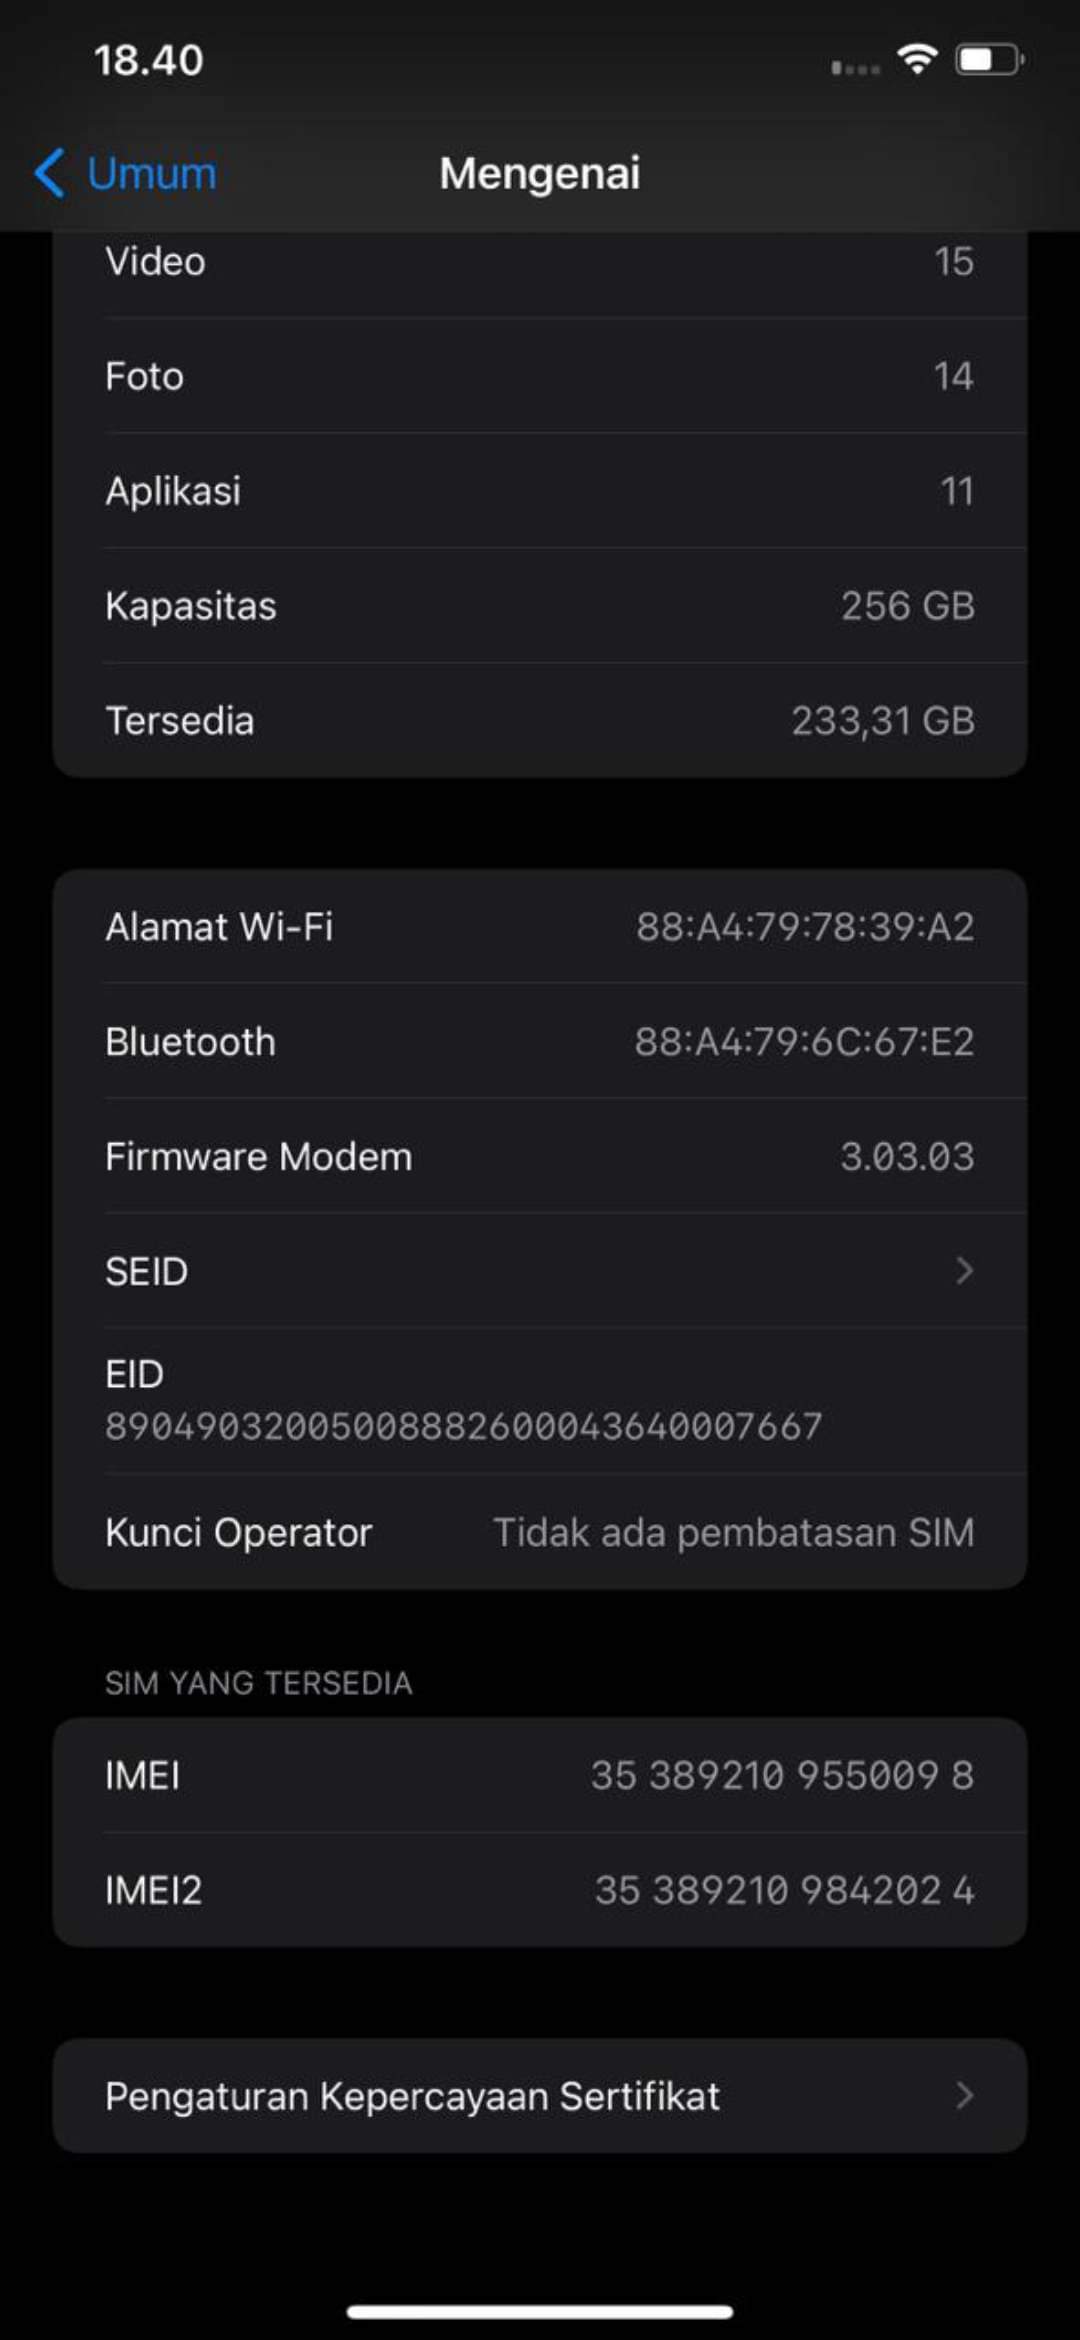 18.40
Umum
Mengenai
Video 15
Foto 14
Aplikasi 11
Kapasitas 256 GB
Tersedia 233,31 GB
Alamat Wi-Fi 88:A4:79:78:39:A2
Bluetooth 88:A4:79:6C:67:E2
Firmware Modem 3.03.03
SEID
EID
89049032005008882600043640007667
Kunci Operator Tidak ada pembatasan SIM
SIM YANG TERSEDIA
IMEI 35 389210 955009 8
IMEI2 35 389210 984202 4
Pengaturan Kepercayaan Sertifikat